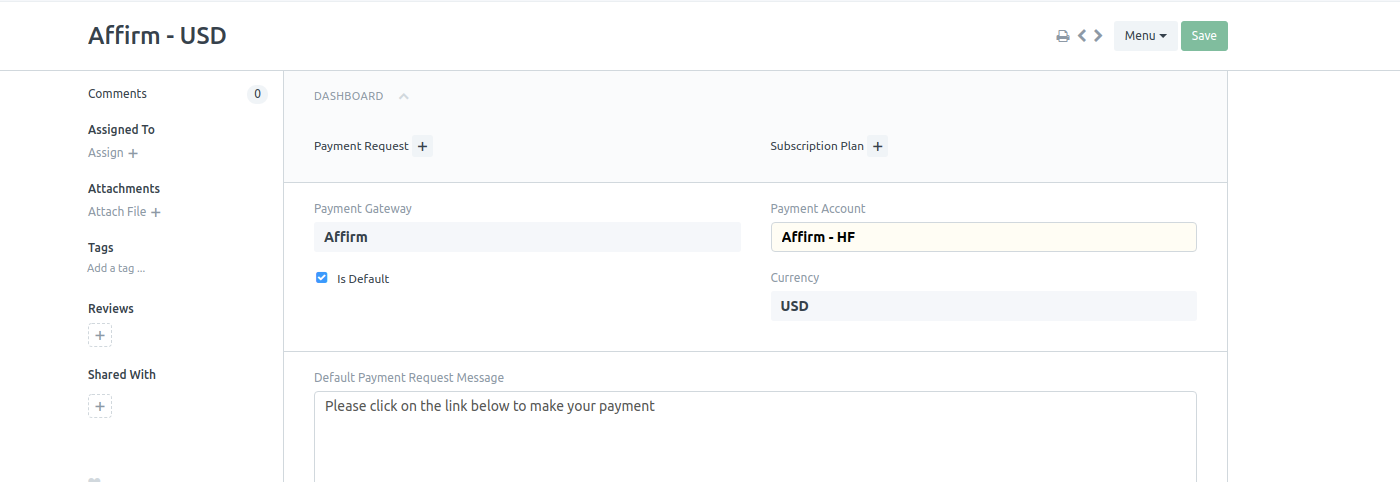 Affirm - USD
Menu
Save
Comments
0
Assigned To
Assign +
Attachments
Attach File +
Tags
Add a tag ...
Reviews
+
Shared With
+
DASHBOARD
Payment Request +
Subscription Plan +
Payment Gateway
Affirm
Is Default
Payment Account
Affirm - HF
Currency
USD
Default Payment Request Message
Please click on the link below to make your payment